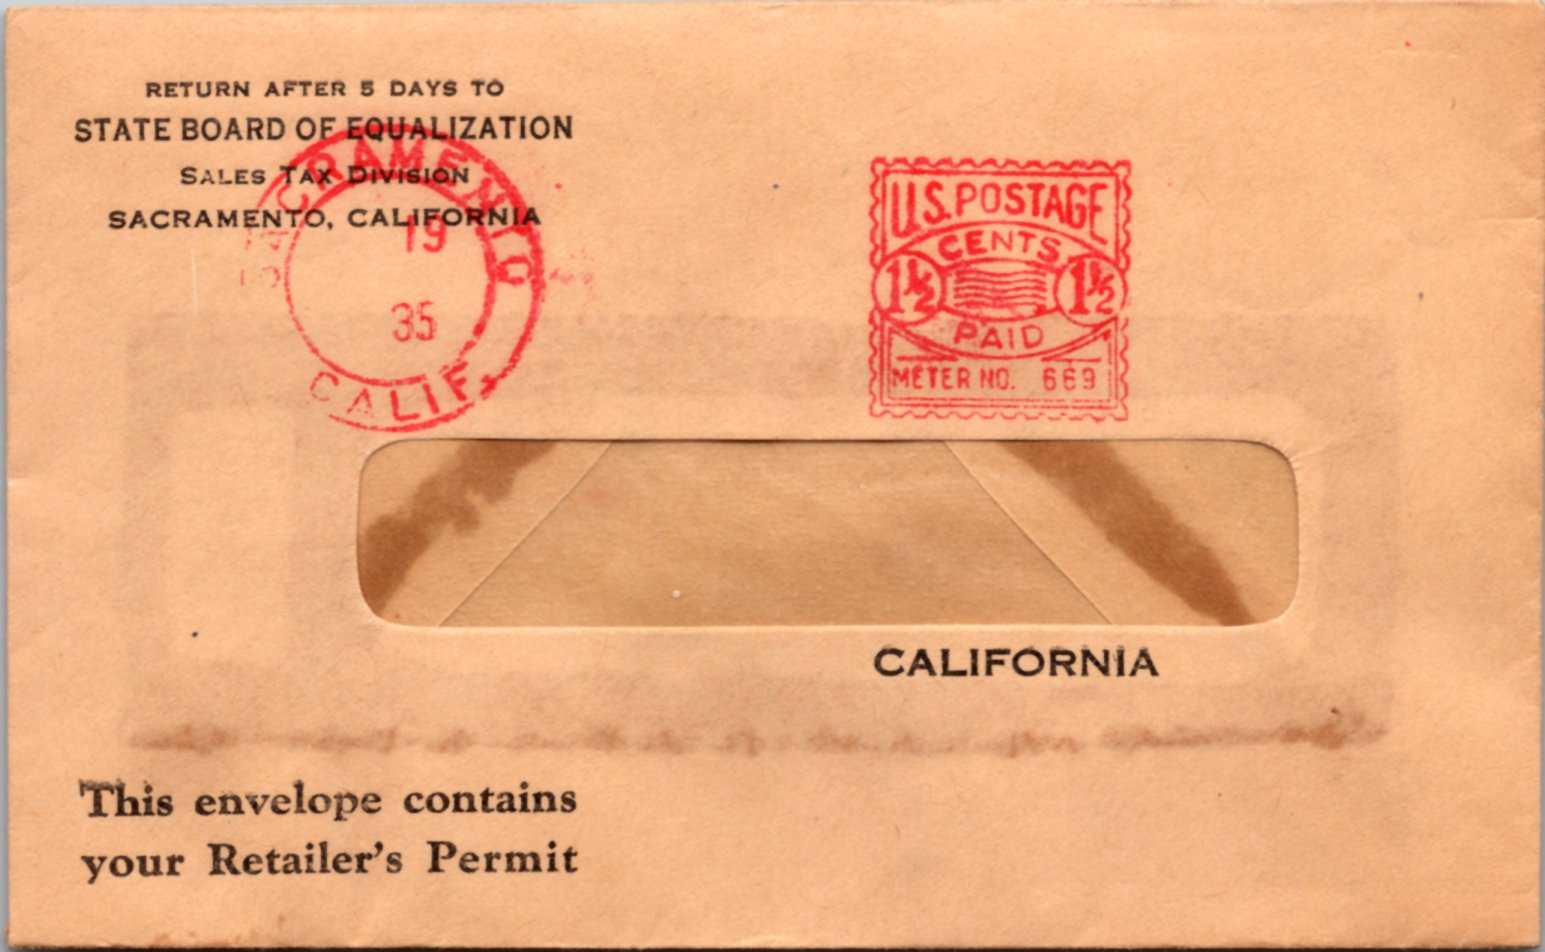 RETURN AFTER 5 DAYS TO
STATE BOARD OF EQUALIZATION
SALES TAX DIVISION
SACRAMENTO, CALIFORNIA
SACRAMENTO
19
35
CALIF.
U.S. POSTAGE
CENTS
1½ 1½
PAID
METER NO. 669
CALIFORNIA
This envelope contains
your Retailer's Permit